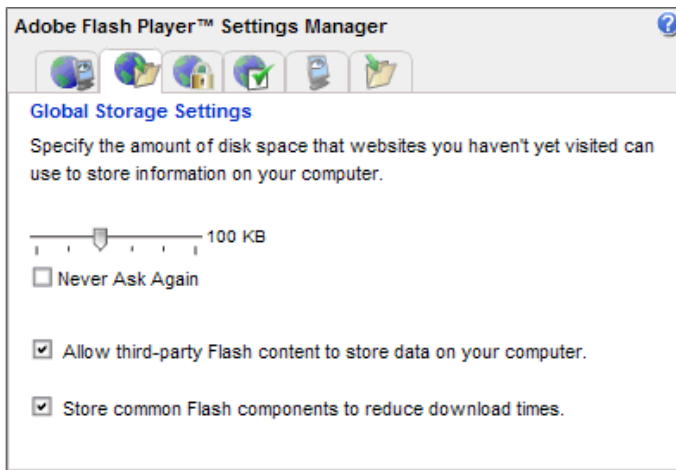 Adobe Flash Player™ Settings Manager
?
Global Storage Settings
Specify the amount of disk space that websites you haven't yet visited can
use to store information on your computer.
100 KB
Never Ask Again
Allow third-party Flash content to store data on your computer.
Store common Flash components to reduce download times.